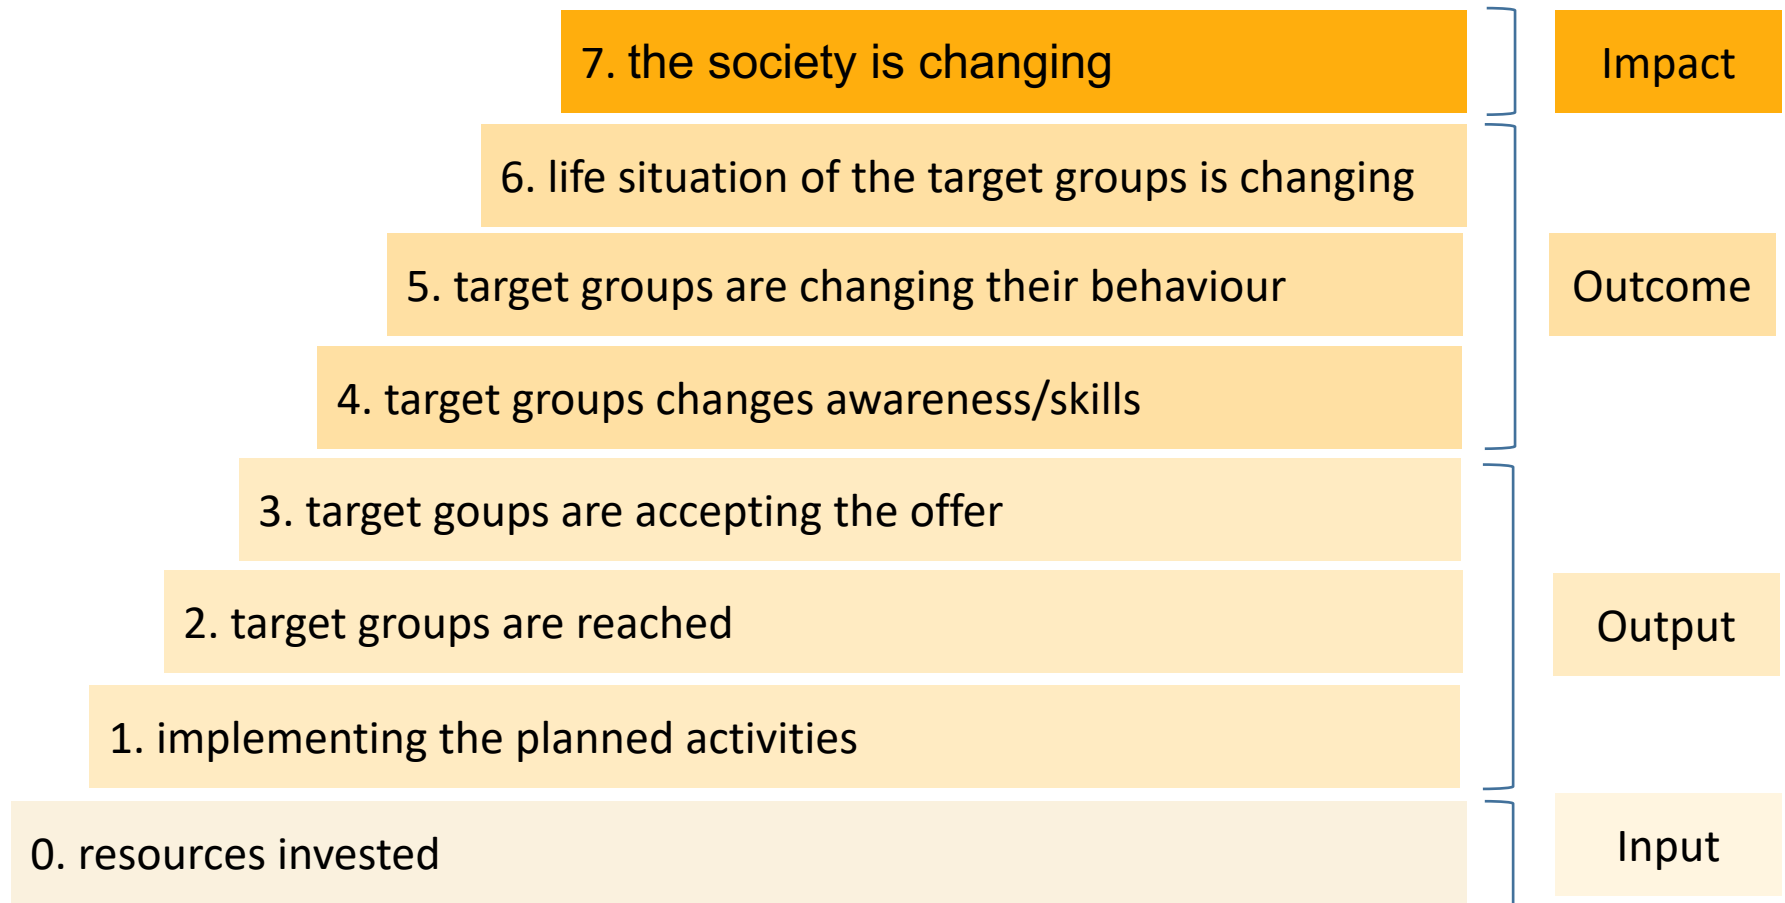 7. the society is changing
Impact
6. life situation of the target groups is changing
5. target groups are changing their behaviour
Outcome
4. target groups changes awareness/skills
3. target goups are accepting the offer
2. target groups are reached
Output
1. implementing the planned activities
0. resources invested
Input